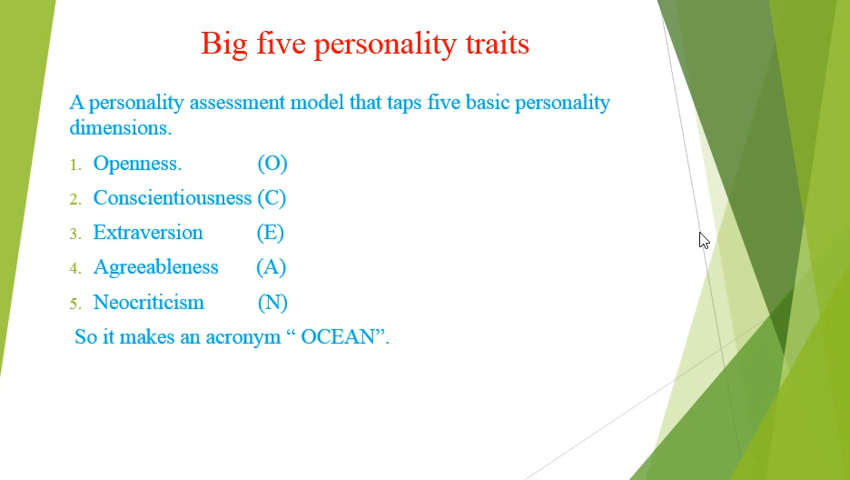 Big five personality traits
A personality assessment model that taps five basic personality
dimensions.
1. Openness. (O)
2. Conscientiousness (C)
3. Extraversion (E)
4. Agreeableness (A)
5. Neocriticism (N)
So it makes an acronym “ OCEAN”.